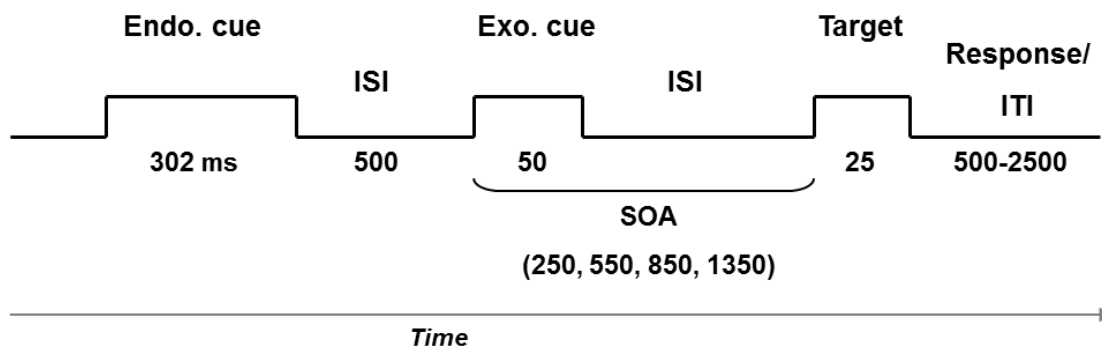 Endo. cue Exo. cue Target
Response/
ISI ISI
ITI
302 ms 500 50 25 500-2500
SOA
(250, 550, 850, 1350)
Time